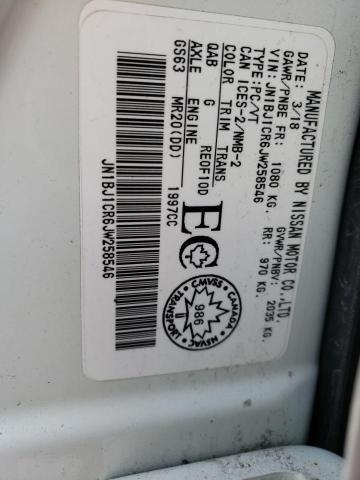 MANUFACTURED BY NISSAN MOTOR CO.,LTD.
DATE: 3/18 GVWR/PNBV: 2035 KG.
GAWR/PNBE FR: 1080 KG. RR: 970 KG.
VIN: JN1BJ1CR6JW258546
TYPE:PC/VT
CAN ICES-2/NMB-2
COLOR TRIM TRANS
QAB G RE0F10D
AXLE ENGINE
GS63 MR20(DD) 1997CC
JN1BJ1CR6JW258546
EC
CMVSS NSVAC
CANADA
TRANSPORT
986